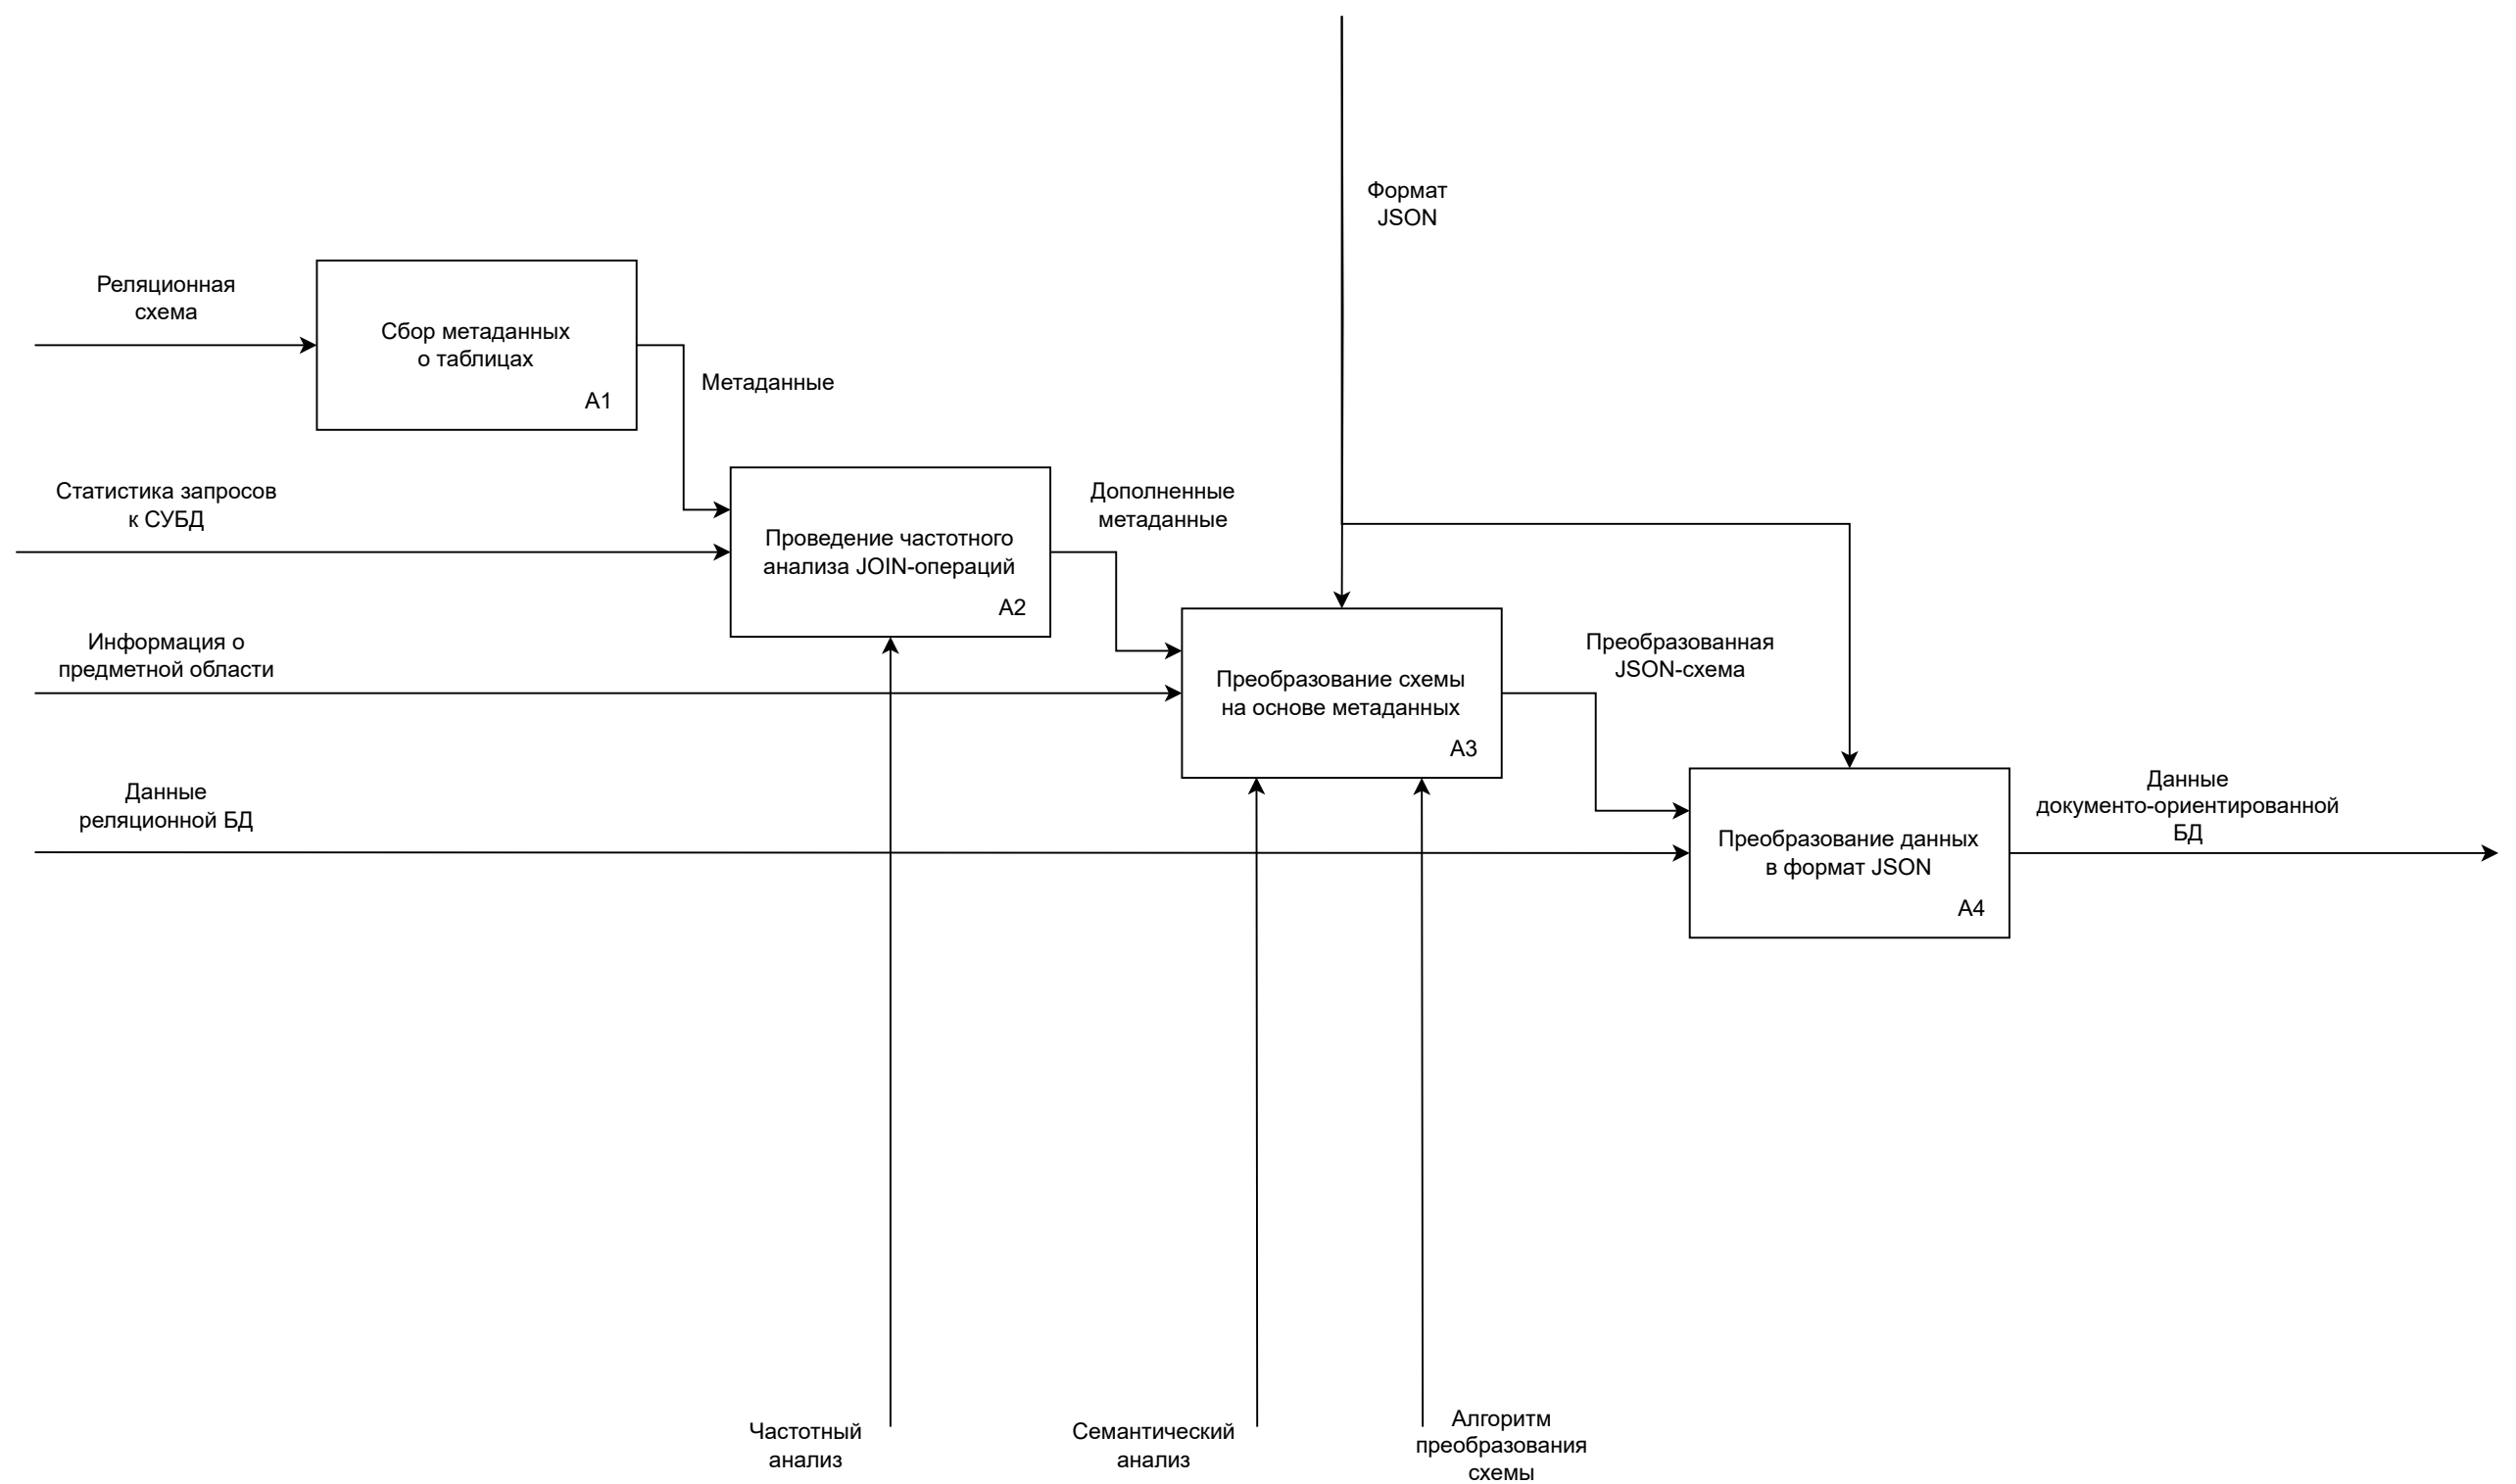 Формат
JSON
Реляционная
схема
Сбор метаданных
о таблицах
A1
Метаданные
Статистика запросов
к СУБД
Проведение частотного
анализа JOIN-операций
A2
Дополненные
метаданные
Информация о
предметной области
Преобразование схемы
на основе метаданных
A3
Преобразованная
JSON-схема
Данные
реляционной БД
Преобразование данных
в формат JSON
A4
Данные
документо-ориентированной
БД
Частотный
анализ
Семантический
анализ
Алгоритм
преобразования
схемы